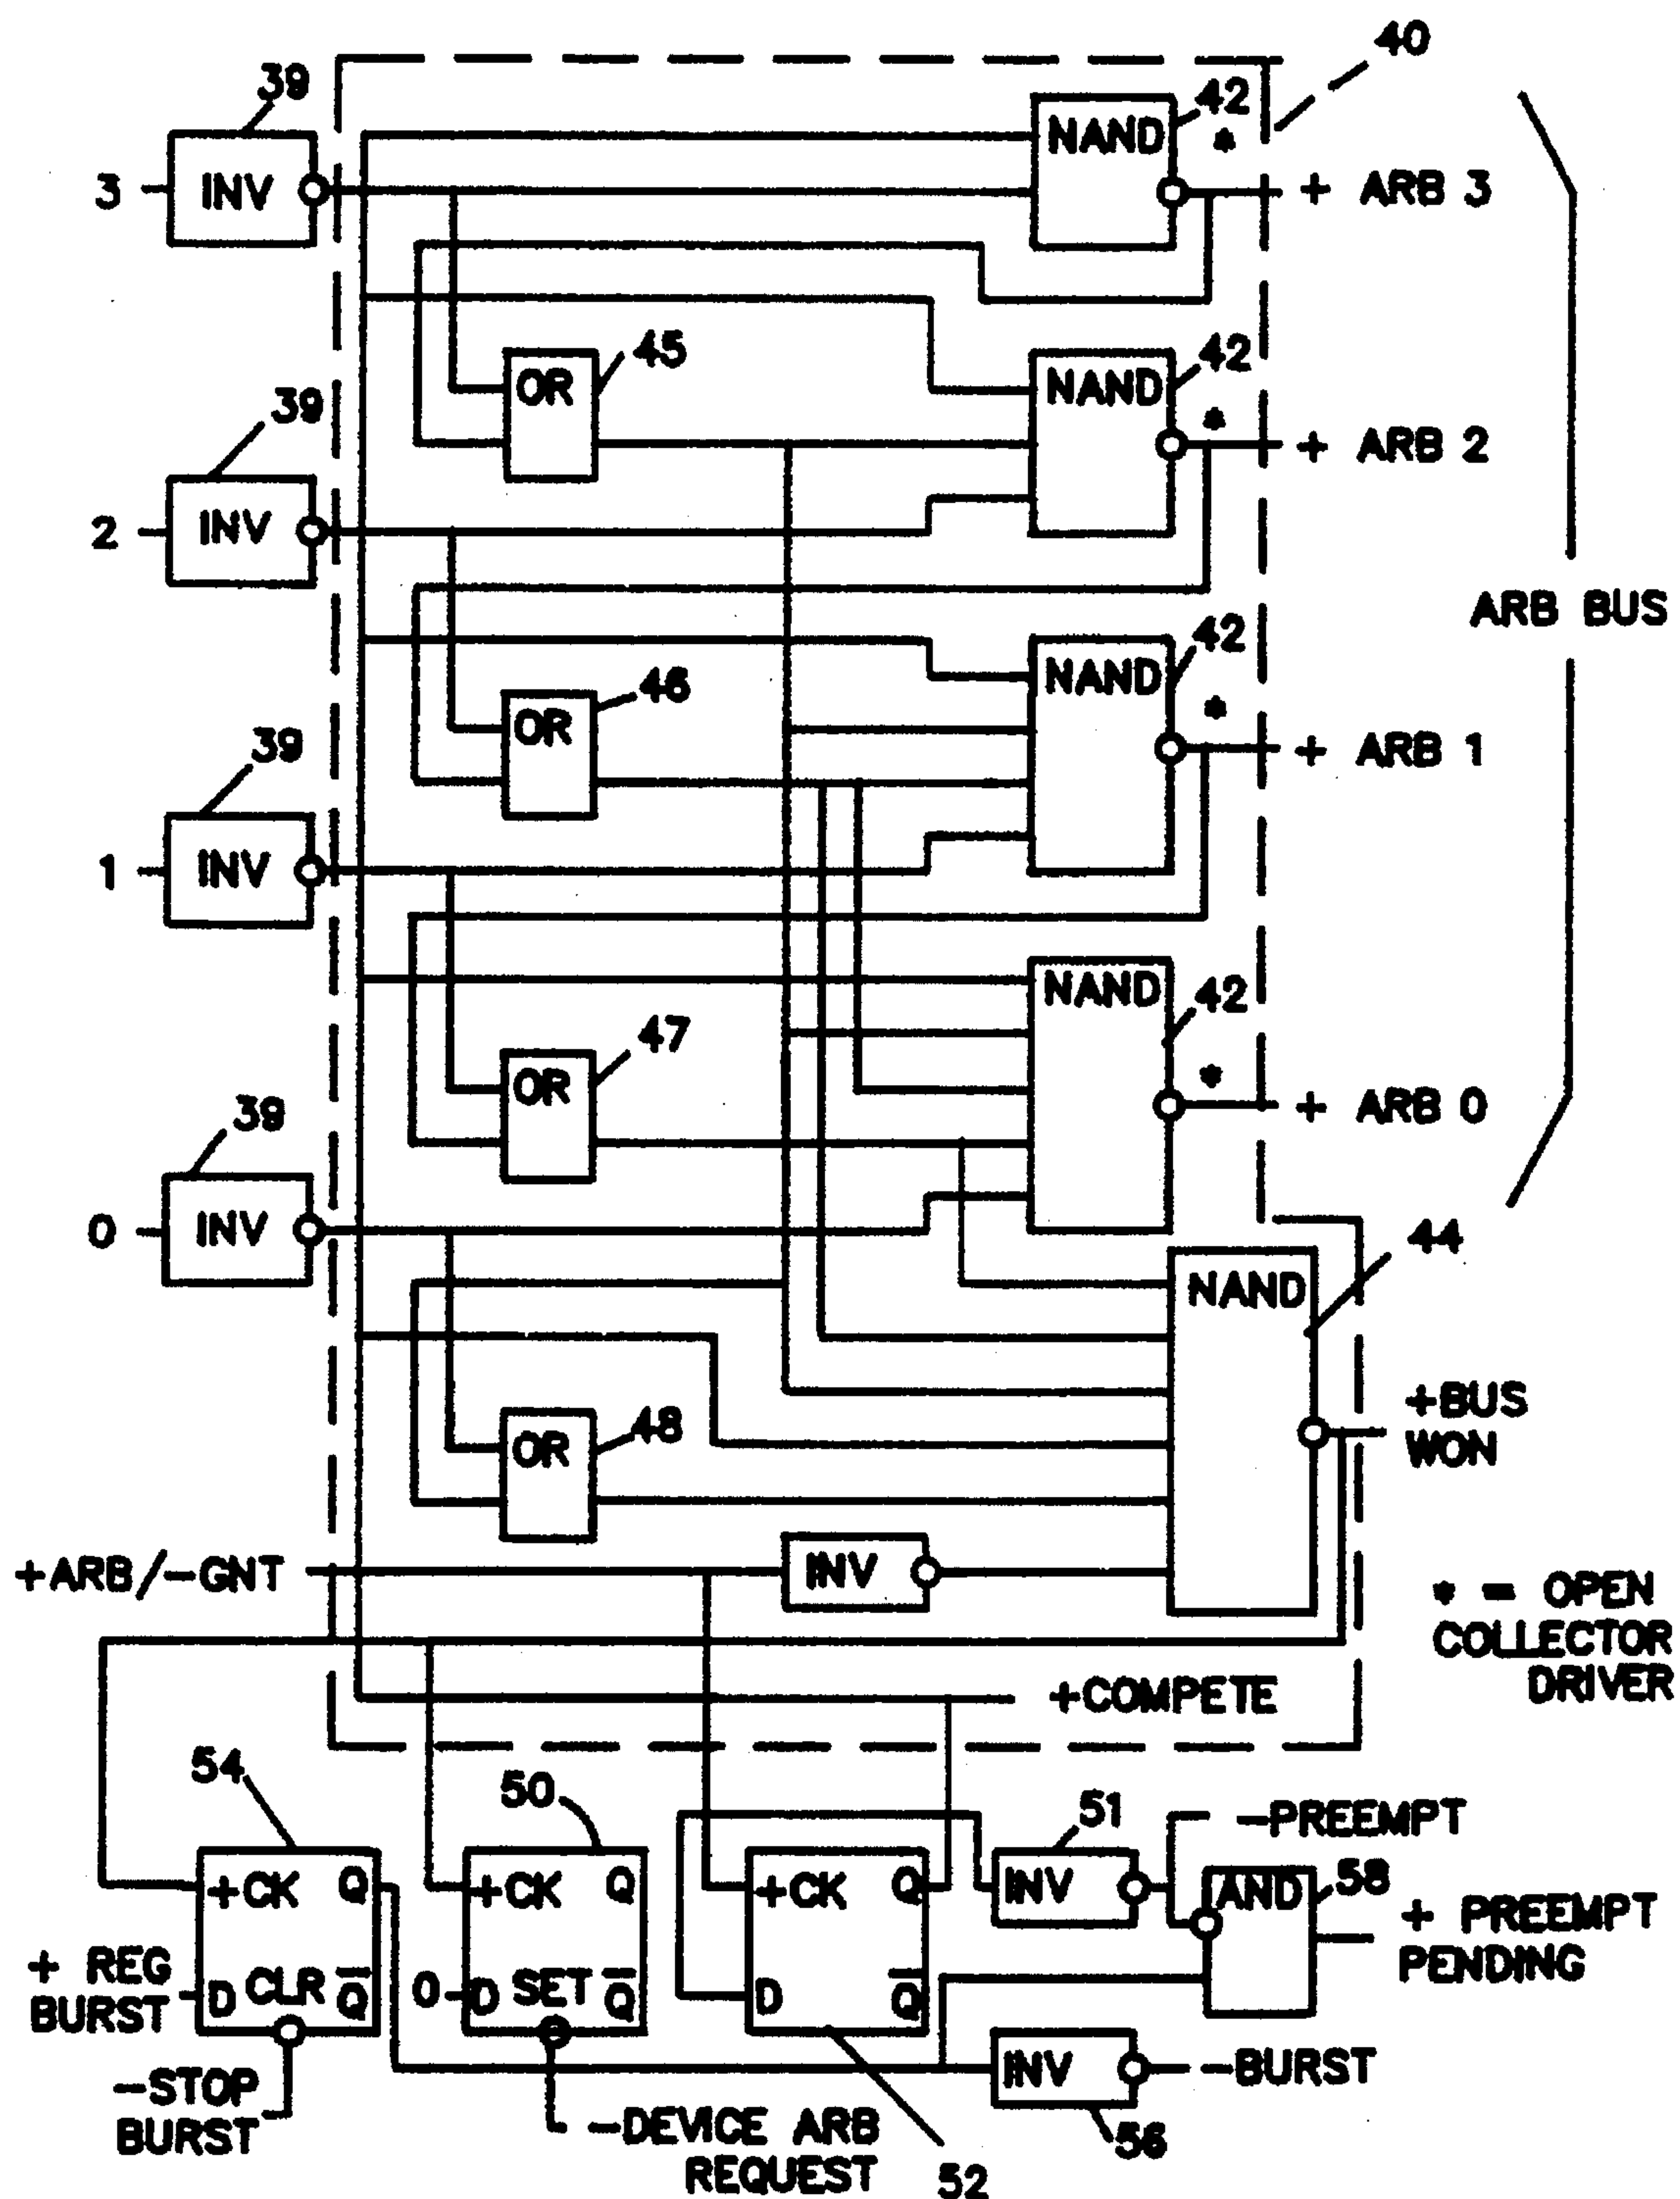 40
39
NAND
42
*
3
INV
+ ARB 3
45
OR
NAND
42
*
39
+ ARB 2
2
INV
ARB BUS
NAND
42
46
OR
*
39
+ ARB 1
1
INV
NAND
42
47
OR
*
39
+ ARB 0
0
INV
44
NAND
+BUS
WON
48
OR
+ARB/-GNT
INV
* = OPEN
COLLECTOR
DRIVER
+COMPETE
54
50
51
-PREEMPT
+CK Q
+CK Q
+CK Q
INV
AND
58
+ PREEMPT
PENDING
+ REG
BURST
D CLR Q̅
0
D SET Q̅
D Q̅
INV
-BURST
-STOP
BURST
-DEVICE ARB
REQUEST
52
56